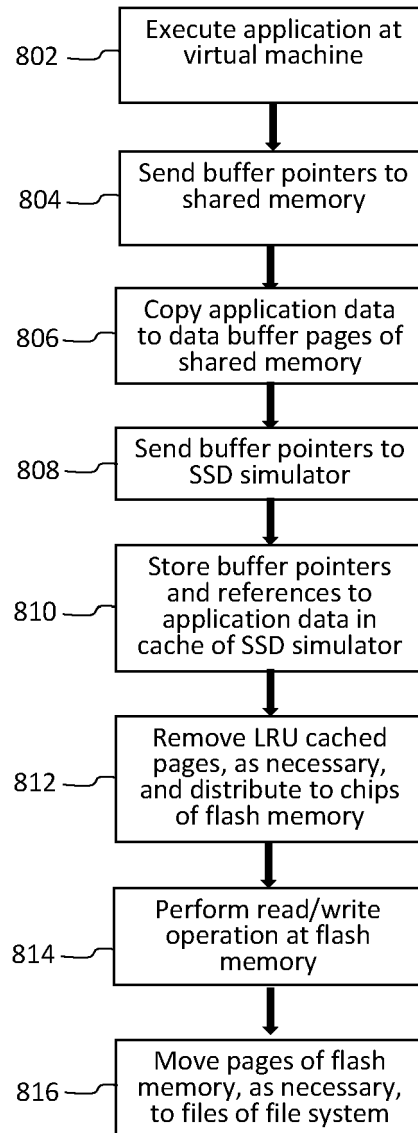 802
Execute application at
virtual machine
804
Send buffer pointers to
shared memory
806
Copy application data
to data buffer pages of
shared memory
808
Send buffer pointers to
SSD simulator
810
Store buffer pointers
and references to
application data in
cache of SSD simulator
812
Remove LRU cached
pages, as necessary,
and distribute to chips
of flash memory
814
Perform read/write
operation at flash
memory
816
Move pages of flash
memory, as necessary,
to files of file system